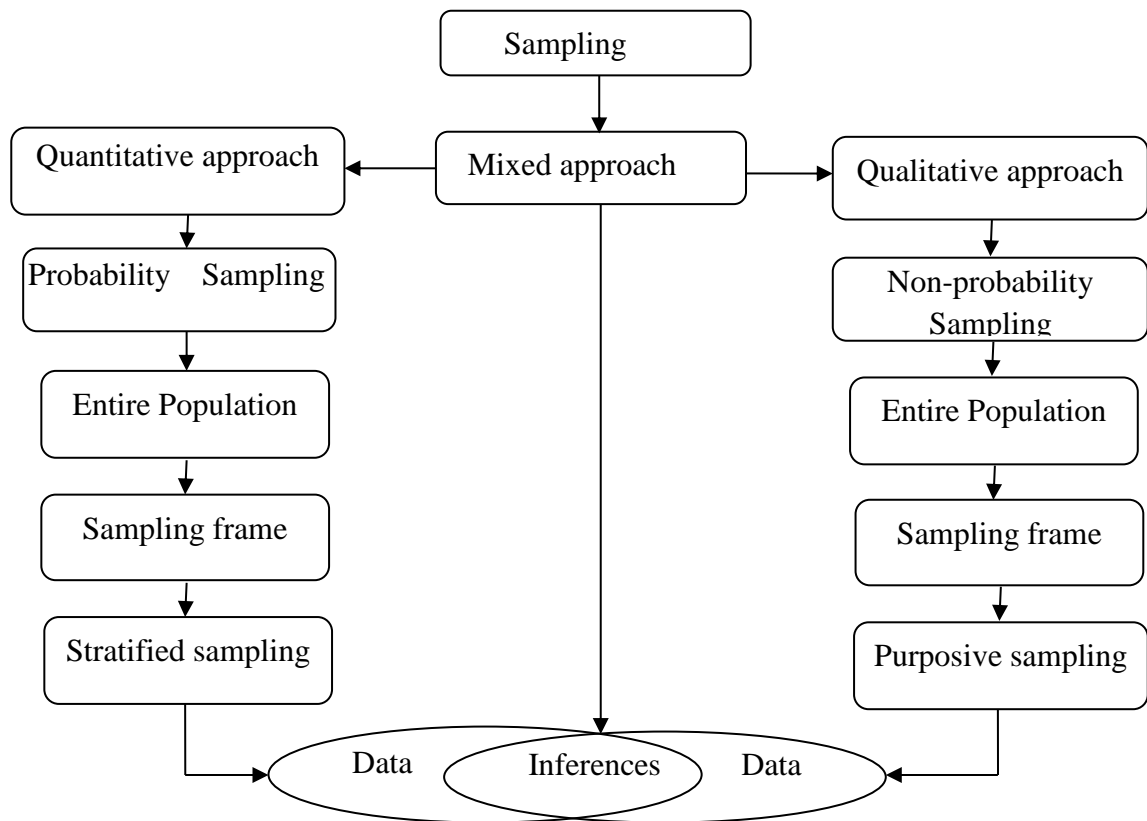 Sampling
Mixed approach
Quantitative approach
Probability Sampling
Entire Population
Sampling frame
Stratified sampling
Qualitative approach
Non-probability
Sampling
Entire Population
Sampling frame
Purposive sampling
Data
Inferences
Data